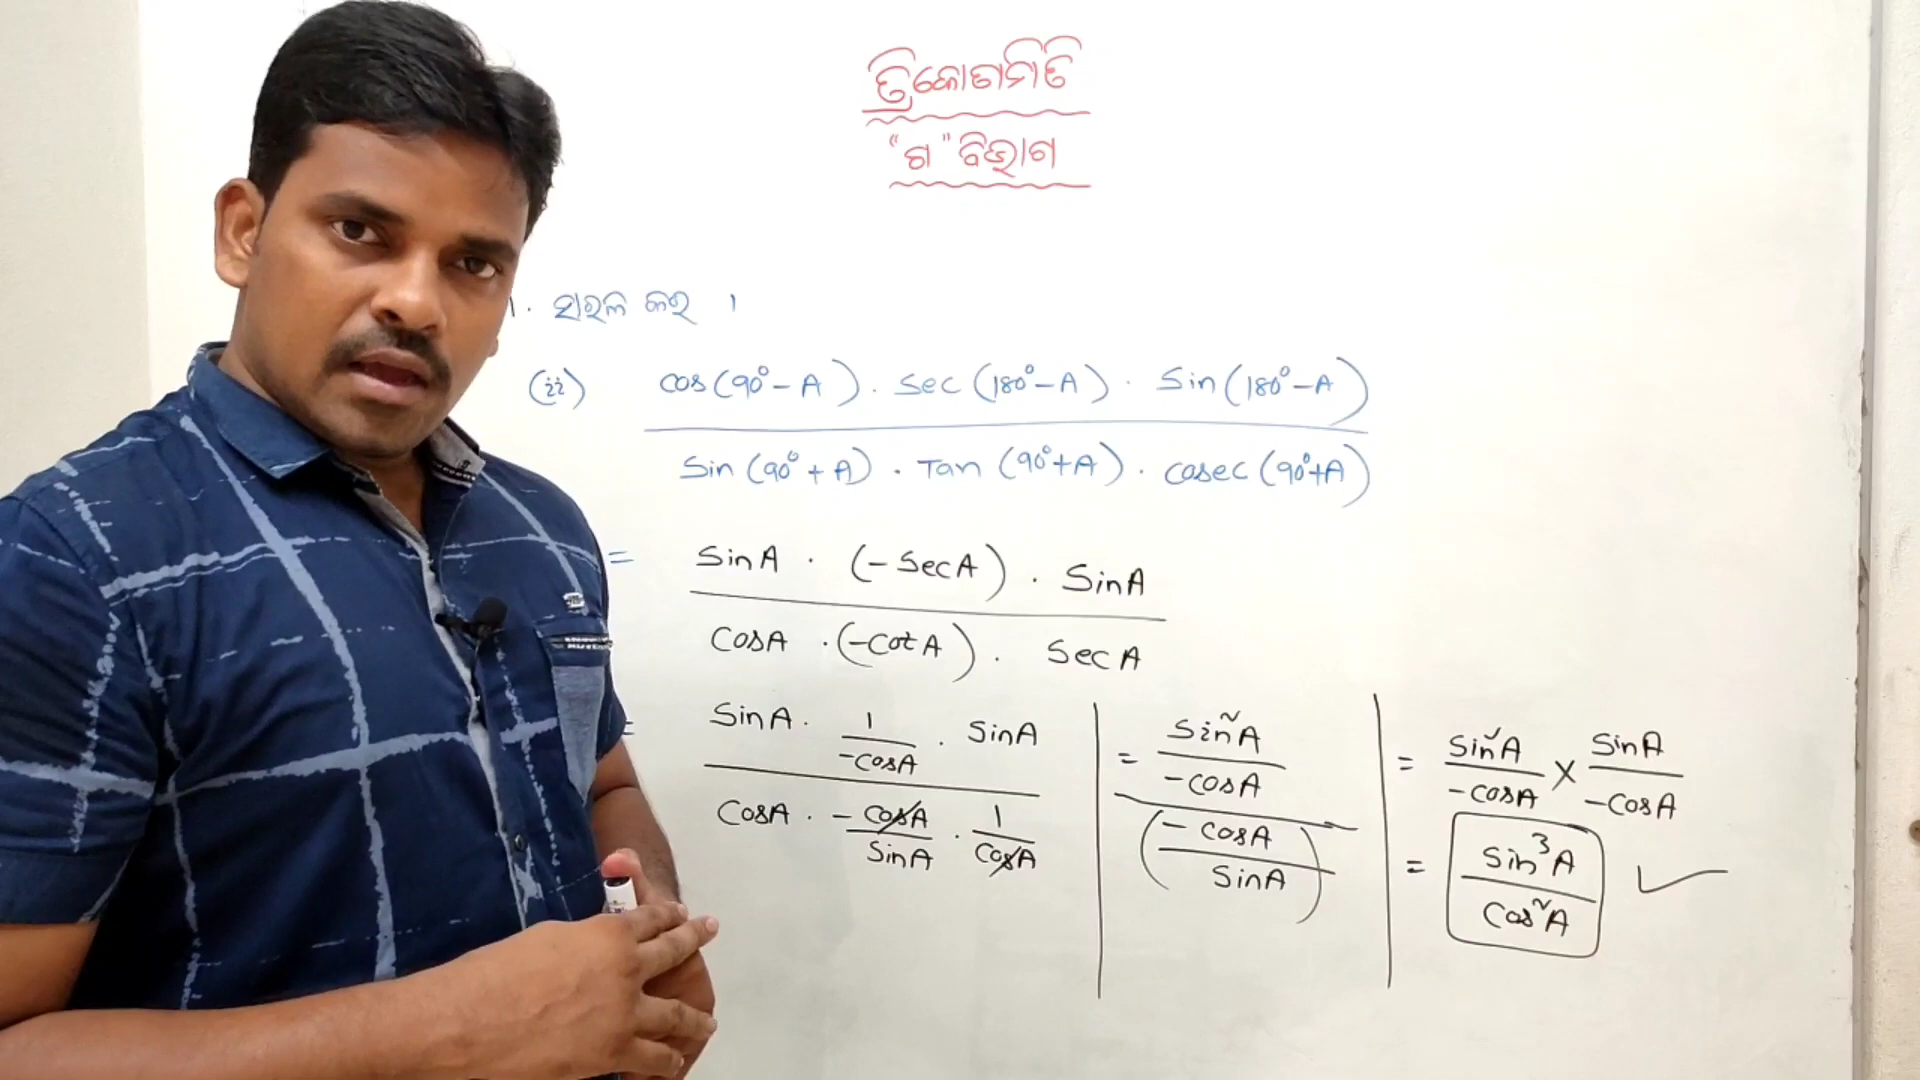 ତ୍ରିକୋଣମିତି
"ଗ" ବିଭାଗ
1. ସରଳ କର ।
(ii) cos(90°-A) . sec(180°-A) . sin(180°-A)
sin(90°+A) . Tan(90°+A) . cosec(90°+A)
= sinA . (-secA) . sinA
cosA . (-cotA) . secA
= sinA . 1/-cosA . sinA
cosA . -cosA/sinA . 1/cosA
= sin²A/-cosA
(-cosA/sinA)
= sin²A/-cosA × sinA/-cosA
= sin³A/cos²A